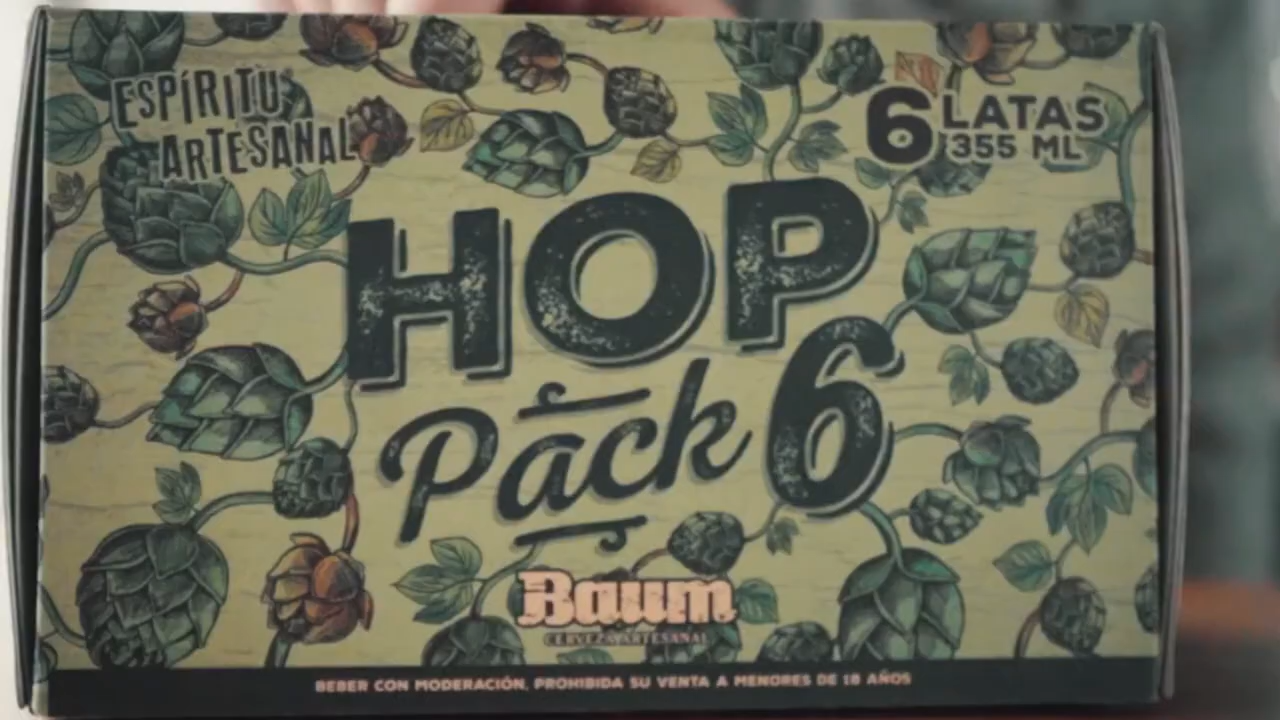 ESPÍRITU
ARTESANAL
6 LATAS
355 ML
HOP
Pack 6
Baum
CERVEZA ARTESANAL
BEBER CON MODERACIÓN, PROHIBIDA SU VENTA A MENORES DE 18 AÑOS